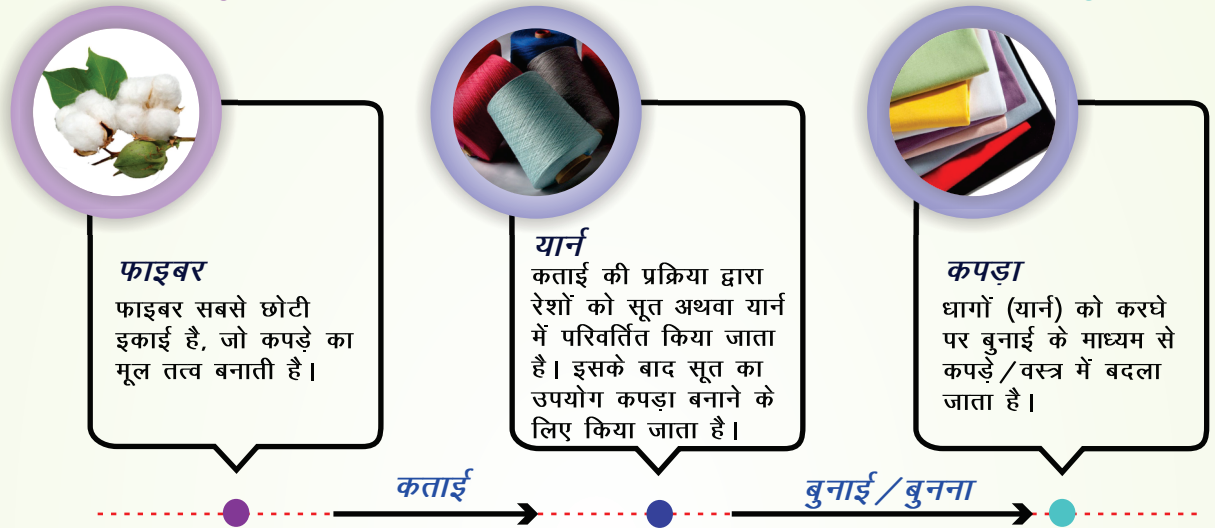 फाइबर
फाइबर सबसे छोटी
इकाई है, जो कपड़े का
मूल तत्व बनाती है।
यार्न
कताई की प्रक्रिया द्वारा
रेशों को सूत अथवा यार्न
में परिवर्तित किया जाता
है। इसके बाद सूत का
उपयोग कपड़ा बनाने के
लिए किया जाता है।
कपड़ा
धागों (यार्न) को करघे
पर बुनाई के माध्यम से
कपड़े/वस्त्र में बदला
जाता है।
कताई
बुनाई/बुनना